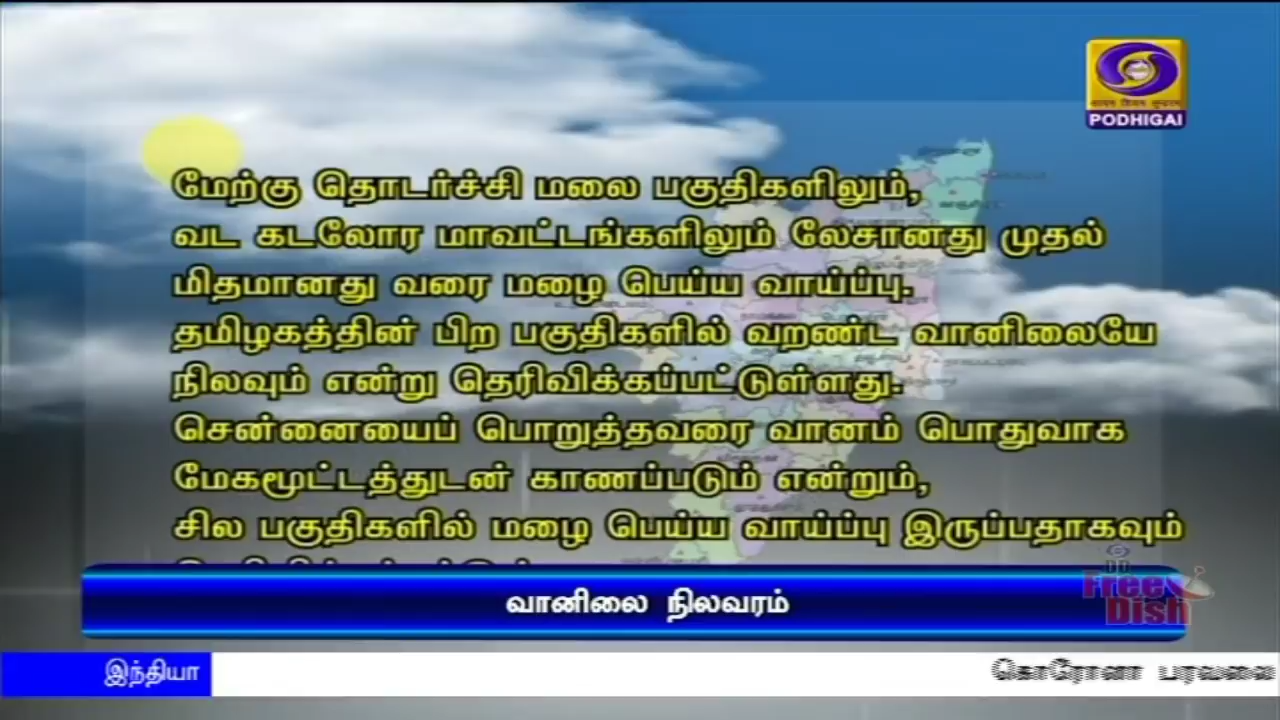 PODHIGAI
மேற்கு தொடர்ச்சி மலை பகுதிகளிலும்,
வட கடலோர மாவட்டங்களிலும் லேசானது முதல்
மிதமானது வரை மழை பெய்ய வாய்ப்பு.
தமிழகத்தின் பிற பகுதிகளில் வறண்ட வானிலையே
நிலவும் என்று தெரிவிக்கப்பட்டுள்ளது.
சென்னையைப் பொறுத்தவரை வானம் பொதுவாக
மேகமூட்டத்துடன் காணப்படும் என்றும்,
சில பகுதிகளில் மழை பெய்ய வாய்ப்பு இருப்பதாகவும்
வானிலை நிலவரம்
DD
Free
Dish
இந்தியா
கொரோனா பரவலை